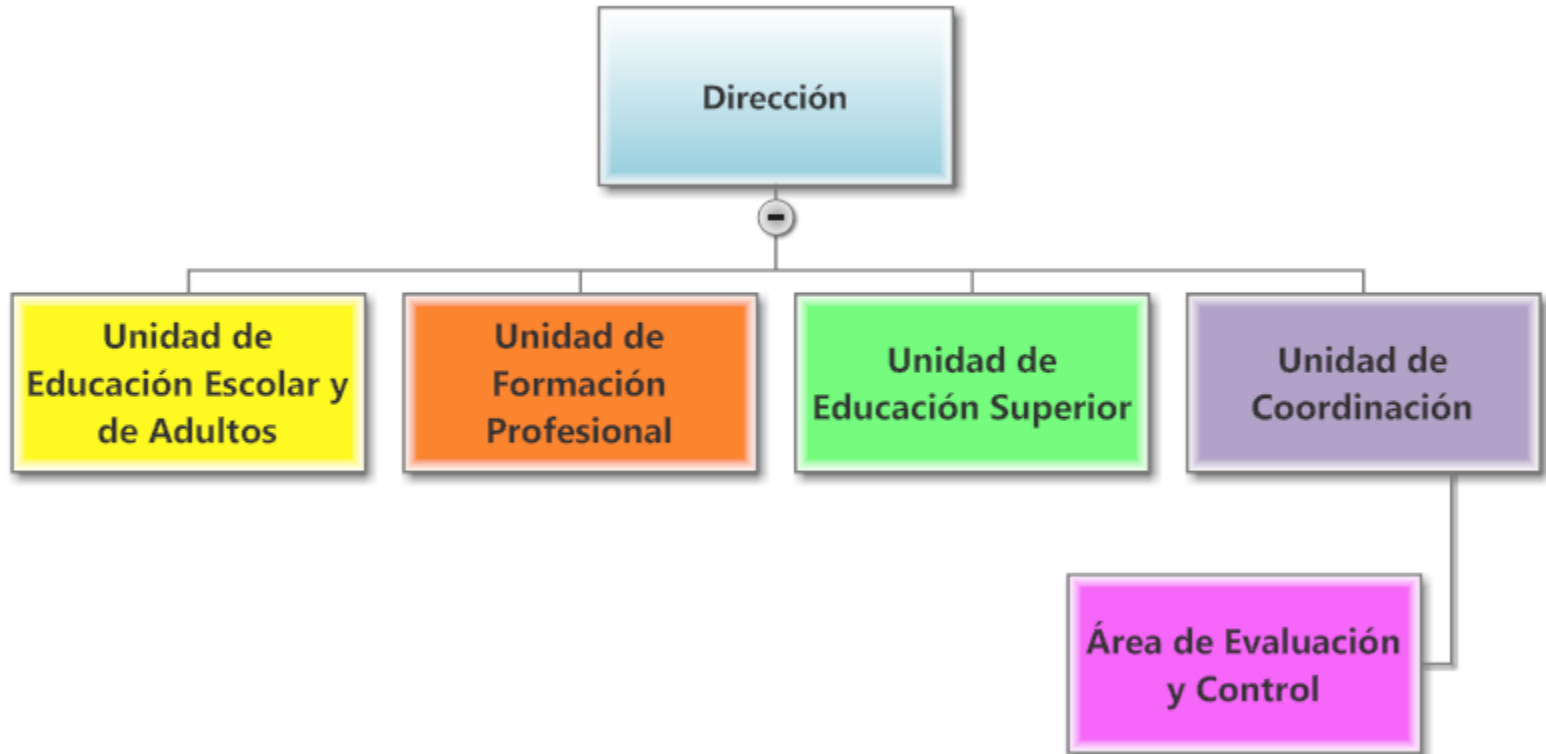 Dirección
Unidad de
Educación Escolar y
de Adultos
Unidad de
Formación
Profesional
Unidad de
Educación Superior
Unidad de
Coordinación
Área de Evaluación
y Control